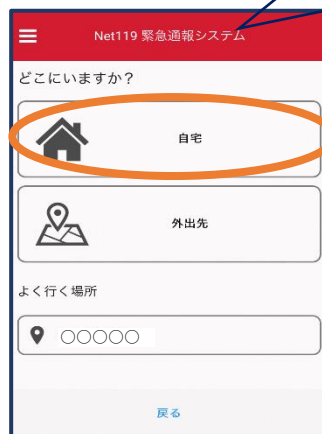 Net119 緊急通報システム
どこにいますか？
自宅
外出先
よく行く場所
○○○○○
戻る